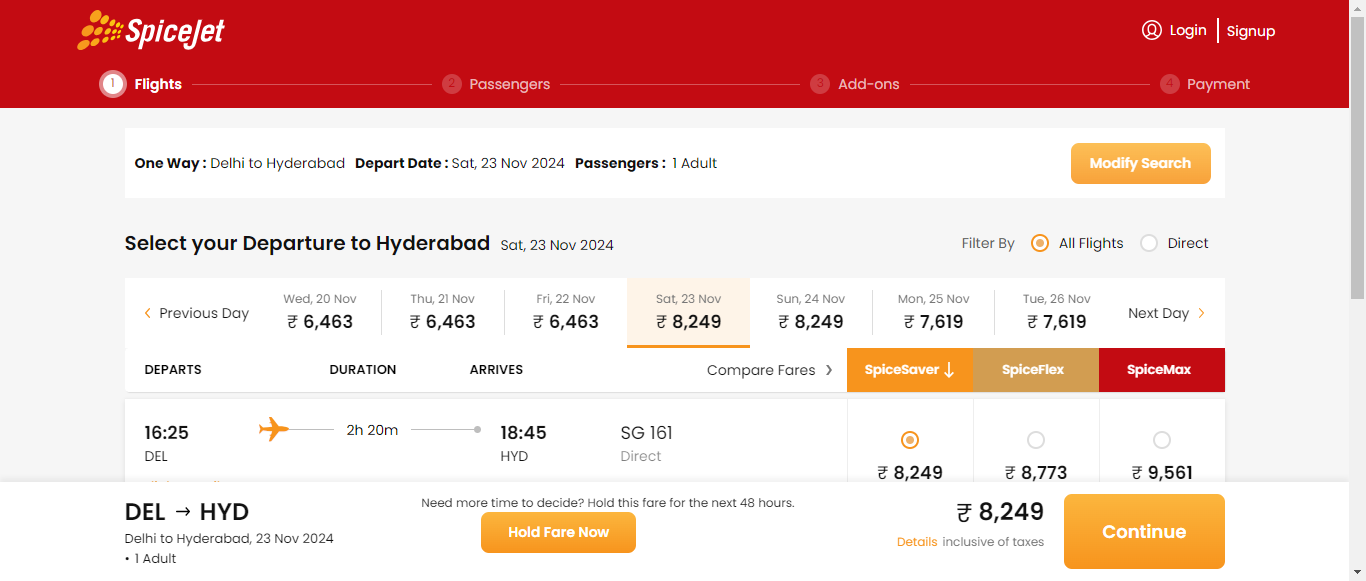 SpiceJet
Login Signup
1 Flights 2 Passengers 3 Add-ons 4 Payment
One Way : Delhi to Hyderabad Depart Date : Sat, 23 Nov 2024 Passengers : 1 Adult
Modify Search
Select your Departure to Hyderabad Sat, 23 Nov 2024
Filter By All Flights Direct
Previous Day
Wed, 20 Nov
₹ 6,463
Thu, 21 Nov
₹ 6,463
Fri, 22 Nov
₹ 6,463
Sat, 23 Nov
₹ 8,249
Sun, 24 Nov
₹ 8,249
Mon, 25 Nov
₹ 7,619
Tue, 26 Nov
₹ 7,619
Next Day
DEPARTS DURATION ARRIVES Compare Fares SpiceSaver ↓ SpiceFlex SpiceMax
16:25 2h 20m 18:45 SG 161
DEL HYD Direct
₹ 8,249 ₹ 8,773 ₹ 9,561
DEL → HYD
Delhi to Hyderabad, 23 Nov 2024
• 1 Adult
Need more time to decide? Hold this fare for the next 48 hours.
Hold Fare Now
₹ 8,249
Details inclusive of taxes
Continue